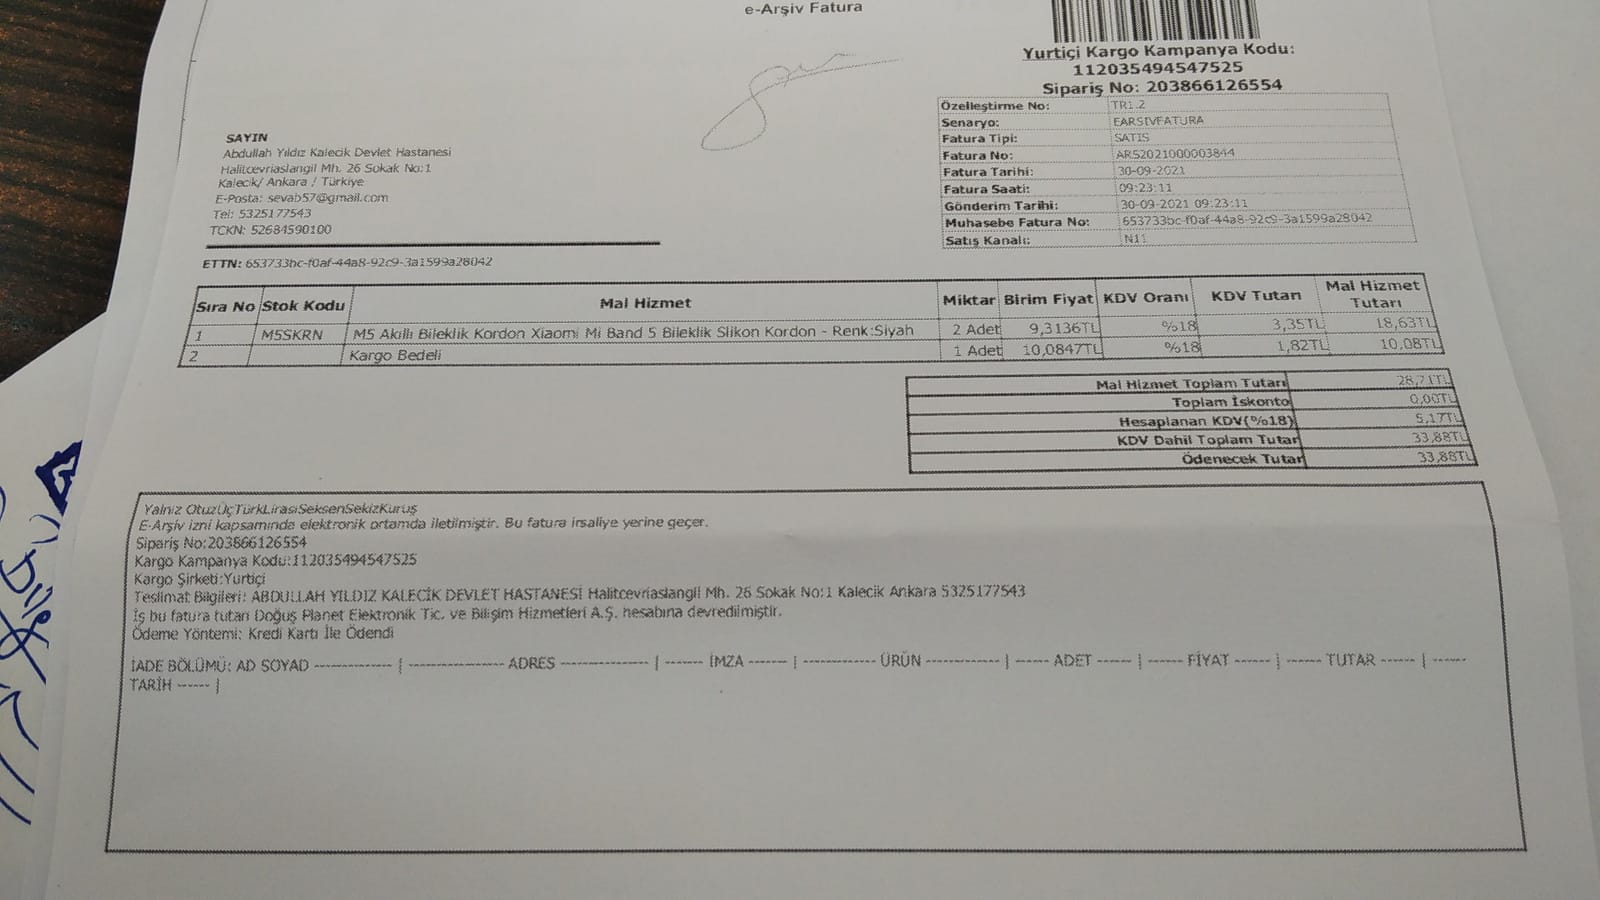 e-Arşiv Fatura
Yurtiçi Kargo Kampanya Kodu:
112035494547525
Sipariş No: 203866126554
Özelleştirme No: TR1.2
Senaryo: EARSIVFATURA
Fatura Tipi: SATIS
Fatura No: ARS2021000003844
Fatura Tarihi: 30-09-2021
Fatura Saati: 09:23:11
Gönderim Tarihi: 30-09-2021 09:23:11
Muhasebe Fatura No: 653733bc-f0af-44a8-92c9-3a1599a28042
Satış Kanalı: N11
SAYIN
Abdullah Yıldız Kalecik Devlet Hastanesi
Halitcevriaslangil Mh. 26 Sokak No:1
Kalecik/ Ankara / Türkiye
E-Posta: sevab57@gmail.com
Tel: 5325177543
TCKN: 52684590100
ETTN: 653733bc-f0af-44a8-92c9-3a1599a28042
Sıra No Stok Kodu Mal Hizmet Miktar Birim Fiyat KDV Oranı KDV Tutarı Mal Hizmet Tutarı
1 M5SKRN M5 Akıllı Bileklik Kordon Xiaomi Mi Band 5 Bileklik Slikon Kordon - Renk:Siyah 2 Adet 9,3136TL %18 3,35TL 18,63TL
2 Kargo Bedeli 1 Adet 10,0847TL %18 1,82TL 10,08TL
Mal Hizmet Toplam Tutarı 28,71TL
Toplam İskonto 0,00TL
Hesaplanan KDV(%18) 5,17TL
KDV Dahil Toplam Tutar 33,88TL
Ödenecek Tutar 33,88TL
Yalnız OtuzÜçTürkLirasıSeksenSekizKuruş
E-Arşiv izni kapsamında elektronik ortamda iletilmiştir. Bu fatura irsaliye yerine geçer.
Sipariş No:203866126554
Kargo Kampanya Kodu:112035494547525
Kargo Şirketi:Yurtiçi
Teslimat Bilgileri: ABDULLAH YILDIZ KALECİK DEVLET HASTANESİ Halitcevriaslangil Mh. 26 Sokak No:1 Kalecik Ankara 5325177543
İş bu fatura tutarı Doğuş Planet Elektronik Tic. ve Bilişim Hizmetleri A.Ş. hesabına devredilmiştir.
Ödeme Yöntemi: Kredi Kartı İle Ödendi
İADE BÖLÜMÜ: AD SOYAD ------------- | ---------------- ADRES --------------- | ------- İMZA ------- | ------------ ÜRÜN ------------ | ------ ADET ------ | ------ FİYAT ------ | ------ TUTAR ------ | ------
TARİH ------ |